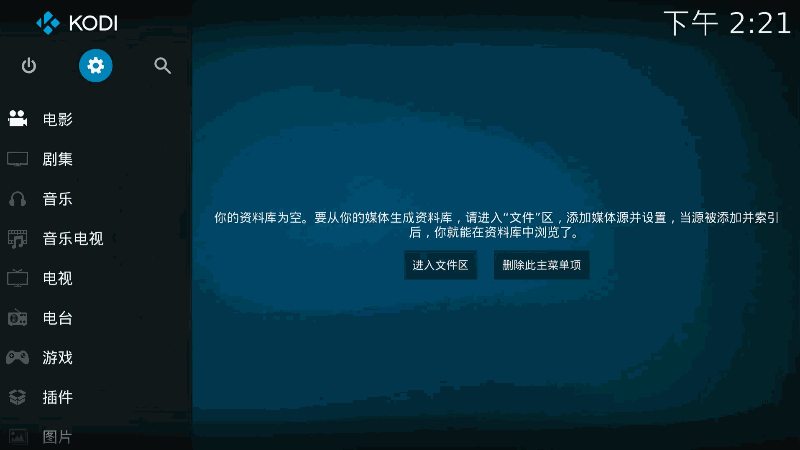 KODI
下午 2:21
电影
剧集
音乐
音乐电视
电视
电台
游戏
插件
图片
你的资料库为空。要从你的媒体生成资料库，请进入“文件”区，添加媒体源并设置，当源被添加并索引
后，你就能在资料库中浏览了。
进入文件区
删除此主菜单项